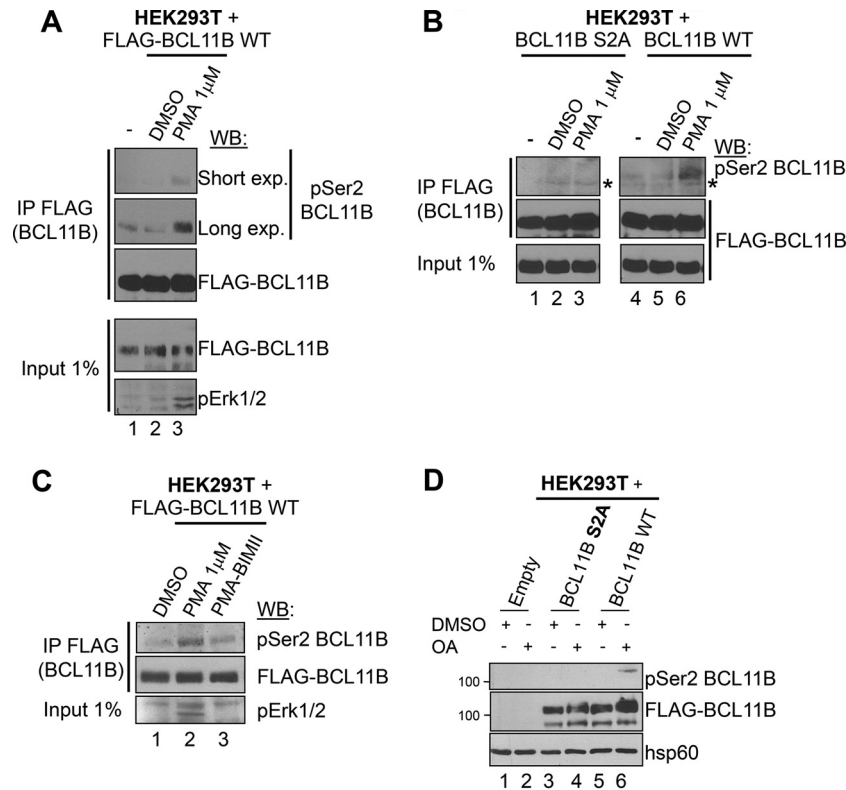 A
HEK293T +
FLAG-BCL11B WT
- DMSO PMA 1 µM
WB:
IP FLAG
(BCL11B)
Short exp.
Long exp.
pSer2
BCL11B
FLAG-BCL11B
Input 1%
FLAG-BCL11B
pErk1/2
1 2 3
B
HEK293T +
BCL11B S2A BCL11B WT
- DMSO PMA 1 µM - DMSO PMA 1 µM
WB:
IP FLAG
(BCL11B)
* * pSer2 BCL11B
FLAG-BCL11B
Input 1%
1 2 3 4 5 6
C
HEK293T +
FLAG-BCL11B WT
DMSO PMA 1µM PMA-BIMII
WB:
IP FLAG
(BCL11B)
pSer2 BCL11B
FLAG-BCL11B
Input 1%
pErk1/2
1 2 3
D
HEK293T +
Empty BCL11B S2A BCL11B WT
DMSO + - + - + -
OA - + - + - +
100 pSer2 BCL11B
100 FLAG-BCL11B
hsp60
1 2 3 4 5 6